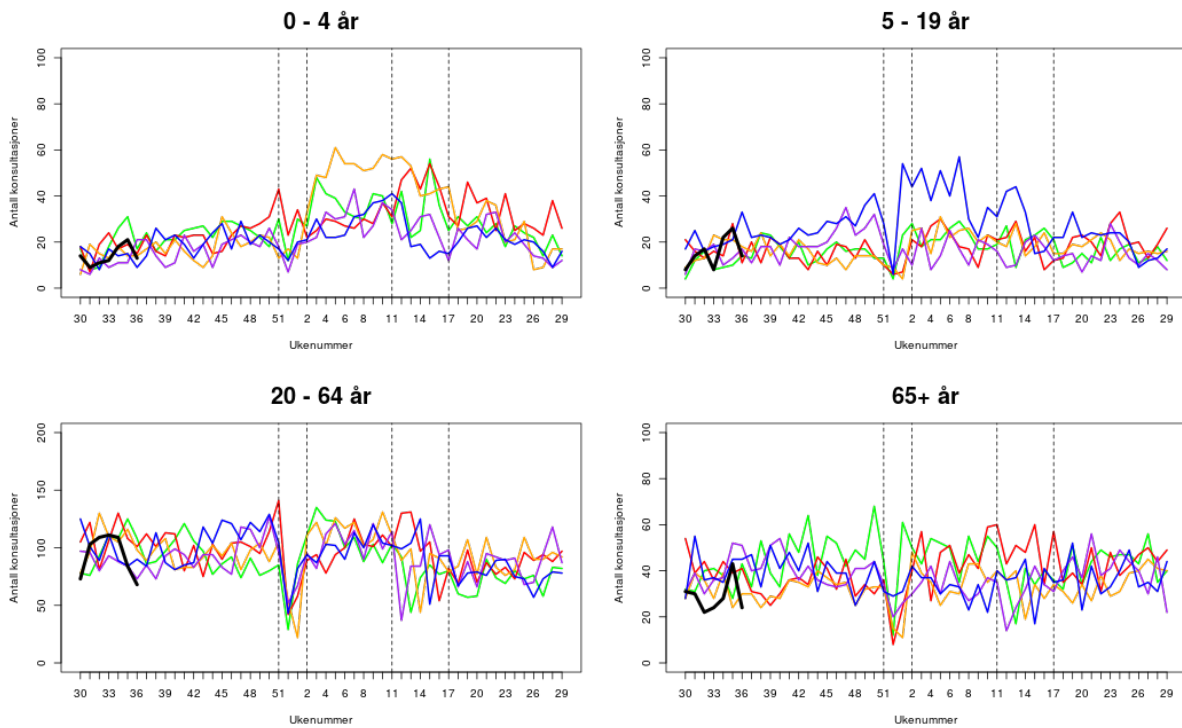 0 - 4 år
Antall konsultasjoner
0 20 40 60 80 100
30 33 36 39 42 45 48 51 2 4 6 8 11 14 17 20 23 26 29
Ukenummer
5 - 19 år
Antall konsultasjoner
0 20 40 60 80 100
30 33 36 39 42 45 48 51 2 4 6 8 11 14 17 20 23 26 29
Ukenummer
20 - 64 år
Antall konsultasjoner
0 50 100 150 200
30 33 36 39 42 45 48 51 2 4 6 8 11 14 17 20 23 26 29
Ukenummer
65+ år
Antall konsultasjoner
0 20 40 60 80 100
30 33 36 39 42 45 48 51 2 4 6 8 11 14 17 20 23 26 29
Ukenummer